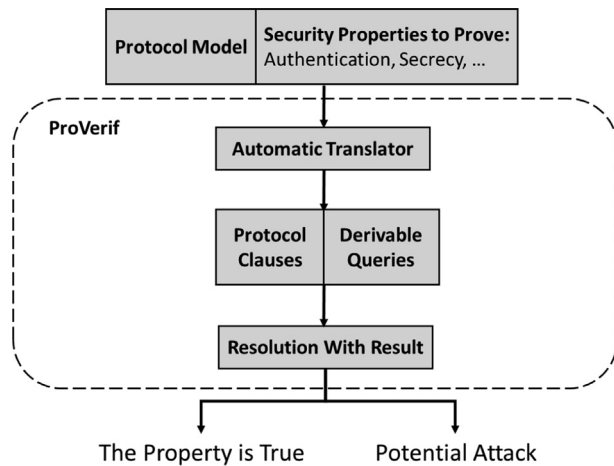 Protocol Model
Security Properties to Prove:
Authentication, Secrecy, ...
ProVerif
Automatic Translator
Protocol
Clauses
Derivable
Queries
Resolution With Result
The Property is True
Potential Attack